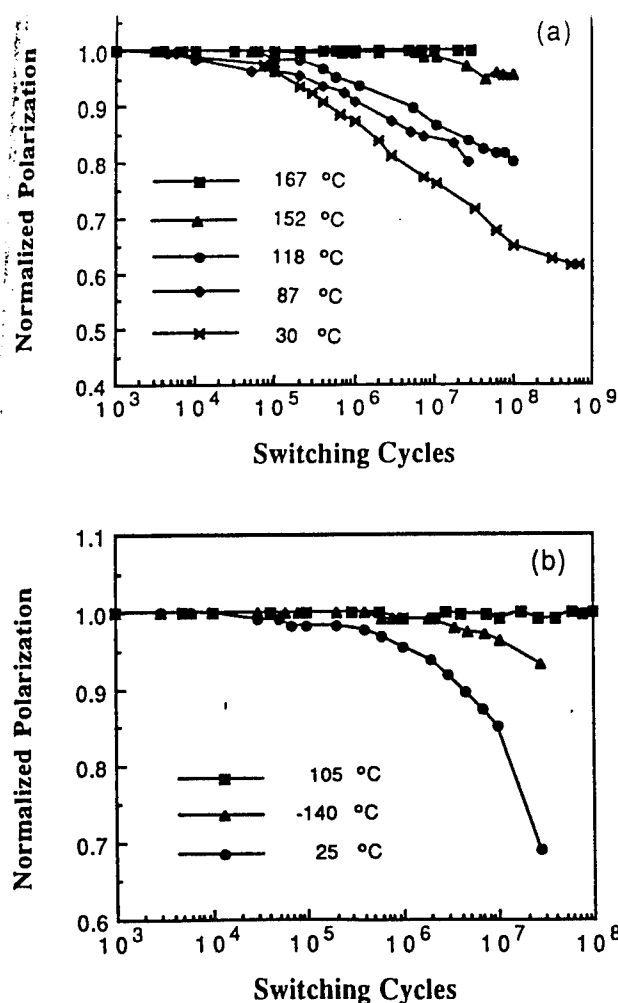 (a)
1.0
0.9
0.8
0.7
0.6
0.5
0.4
Normalized Polarization
167 °C
152 °C
118 °C
87 °C
30 °C
10^3 10^4 10^5 10^6 10^7 10^8 10^9
Switching Cycles
(b)
1.1
1.0
0.9
0.8
0.7
0.6
Normalized Polarization
105 °C
-140 °C
25 °C
10^3 10^4 10^5 10^6 10^7 10^8
Switching Cycles